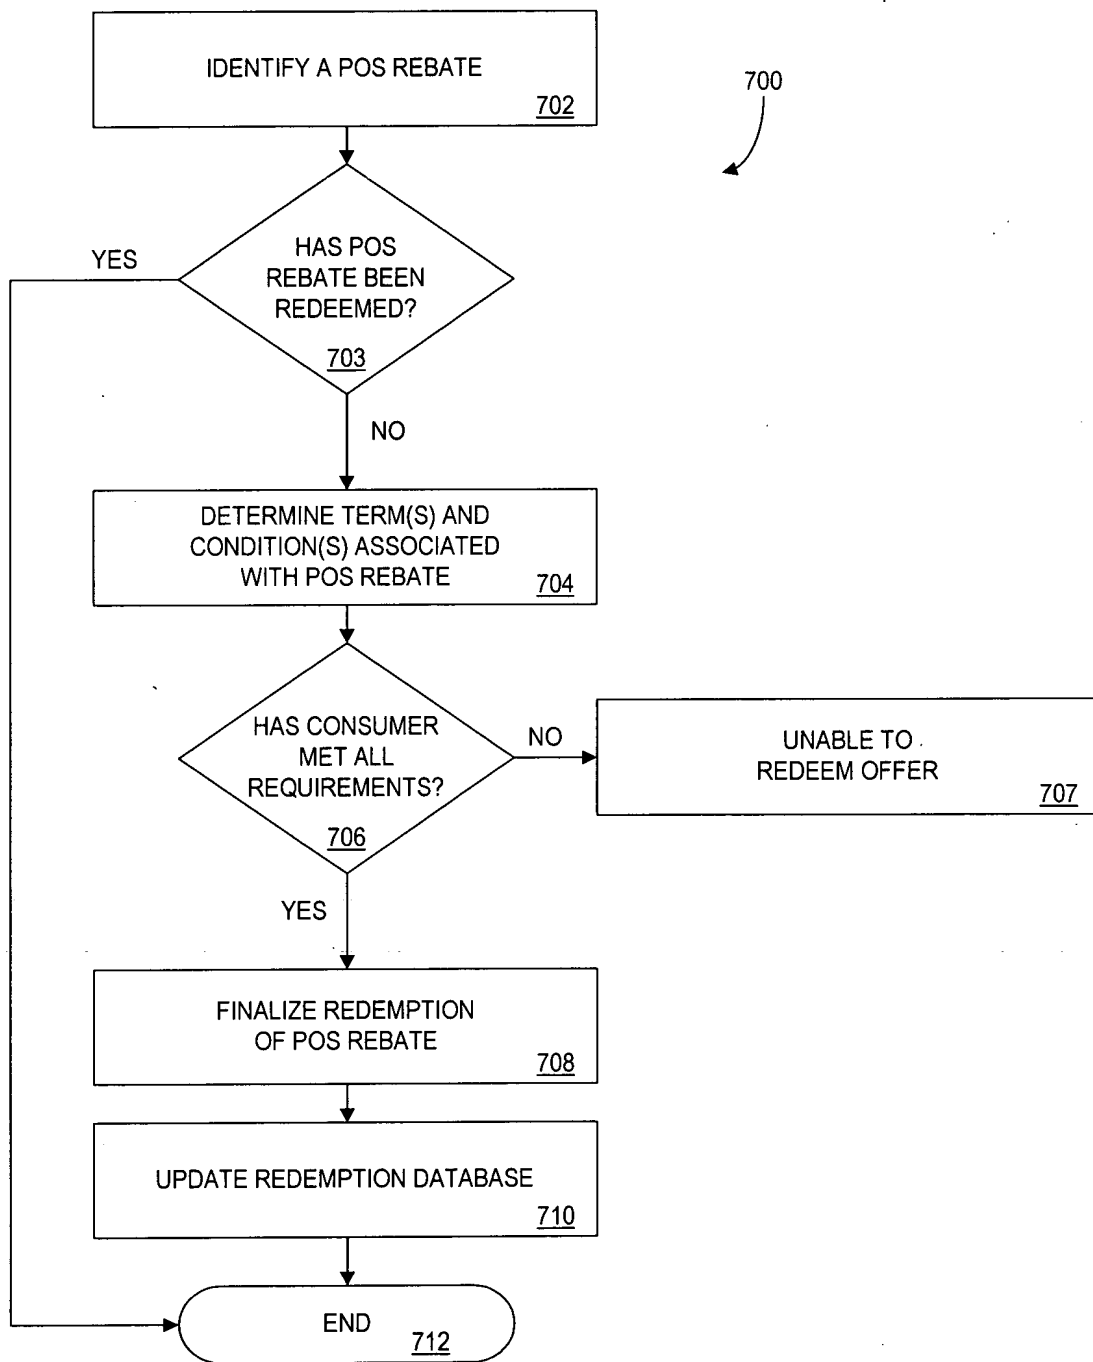 IDENTIFY A POS REBATE
702
700
HAS POS
REBATE BEEN
REDEEMED?
703
YES
NO
DETERMINE TERM(S) AND
CONDITION(S) ASSOCIATED
WITH POS REBATE
704
HAS CONSUMER
MET ALL
REQUIREMENTS?
706
NO
UNABLE TO
REDEEM OFFER
707
YES
FINALIZE REDEMPTION
OF POS REBATE
708
UPDATE REDEMPTION DATABASE
710
END
712